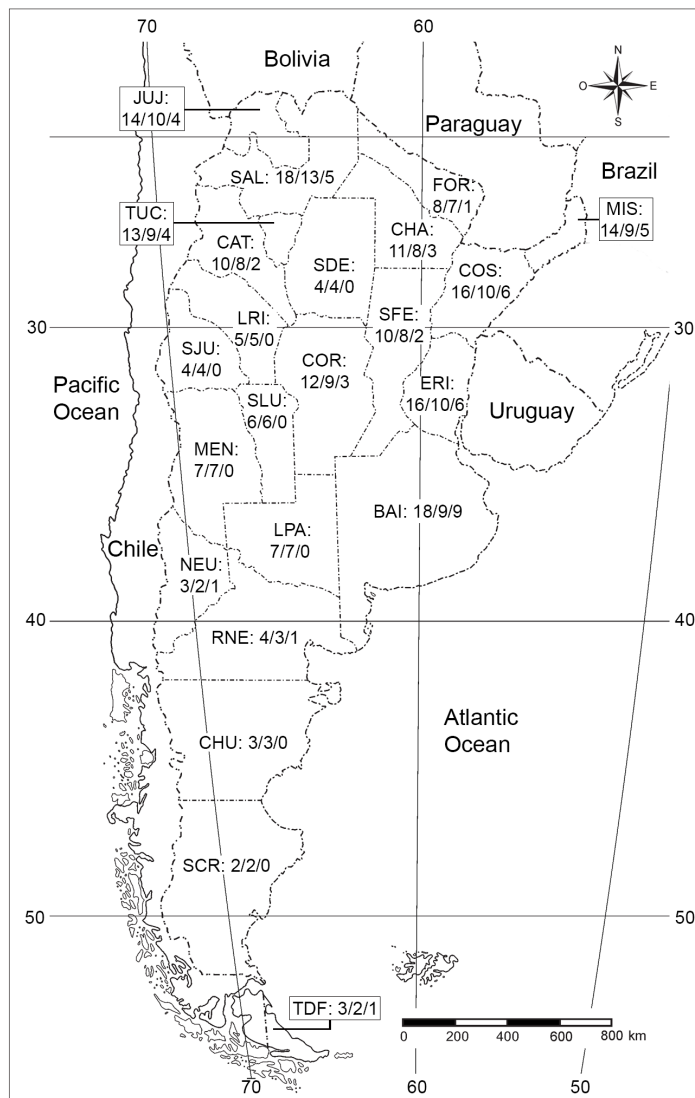 70
60
Bolivia
N
O
E
S
JUJ:
14/10/4
Paraguay
Brazil
SAL: 18/13/5
FOR:
8/7/1
TUC:
13/9/4
MIS:
14/9/5
CAT:
10/8/2
CHA:
11/8/3
SDE:
4/4/0
COS:
16/10/6
30
LRI:
5/5/0
SFE:
10/8/2
30
SJU:
4/4/0
COR:
12/9/3
Pacific
Ocean
SLU:
6/6/0
ERI:
16/10/6
Uruguay
MEN:
7/7/0
BAI: 18/9/9
LPA:
7/7/0
Chile
NEU:
3/2/1
40
RNE: 4/3/1
40
CHU: 3/3/0
Atlantic
Ocean
SCR: 2/2/0
50
50
TDF: 3/2/1
0 200 400 600 800 km
70
60
50